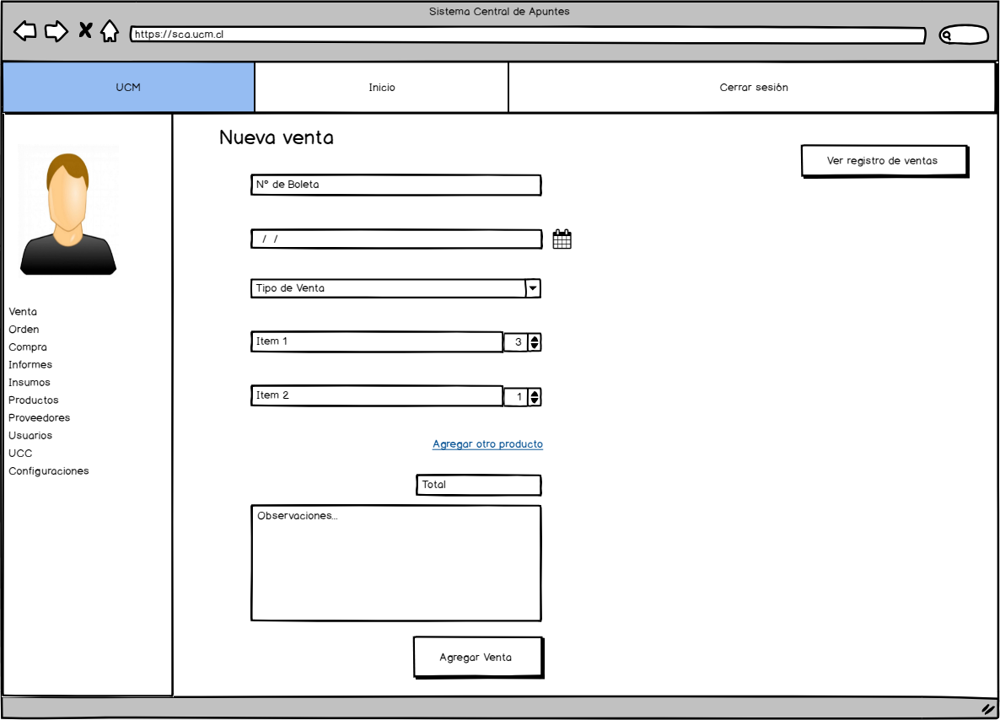 Sistema Central de Apuntes
https://sca.ucm.cl
UCM
Inicio
Cerrar sesión
Venta
Orden
Compra
Informes
Insumos
Productos
Proveedores
Usuarios
UCC
Configuraciones
Nueva venta
Ver registro de ventas
Nº de Boleta
/ /
Tipo de Venta
Item 1 3
Item 2 1
Agregar otro producto
Total
Observaciones...
Agregar Venta